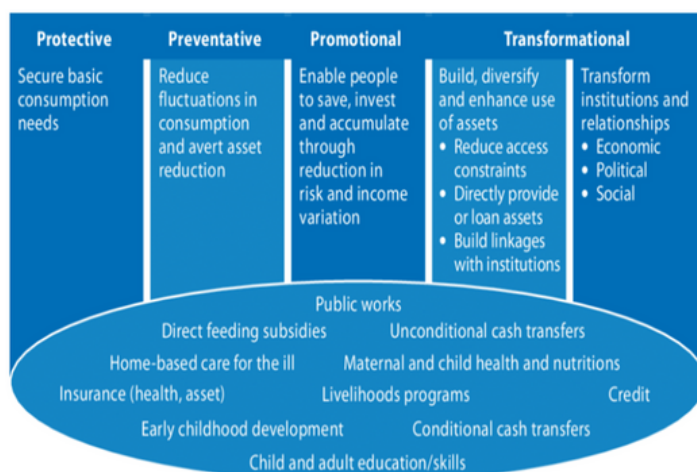 Protective
Preventative
Promotional
Transformational
Secure basic
consumption
needs
Reduce
fluctuations in
consumption
and avert asset
reduction
Enable people
to save, invest
and accumulate
through
reduction in
risk and income
variation
Build, diversify
and enhance use
of assets
• Reduce access
constraints
• Directly provide
or loan assets
• Build linkages
with institutions
Transform
institutions and
relationships
• Economic
• Political
• Social
Public works
Direct feeding subsidies
Unconditional cash transfers
Home-based care for the ill
Maternal and child health and nutritions
Insurance (health, asset)
Livelihoods programs
Credit
Early childhood development
Conditional cash transfers
Child and adult education/skills